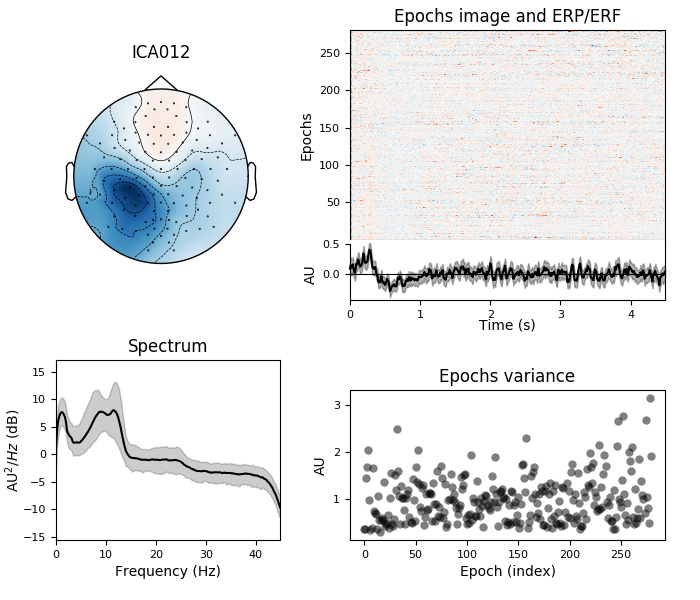 ICA012
Epochs image and ERP/ERF
Epochs
250
200
150
100
50
AU
0.5
0.0
0 1 2 3 4
Time (s)
Spectrum
AU²/Hz (dB)
15
10
5
0
−5
−10
−15
0 10 20 30 40
Frequency (Hz)
Epochs variance
AU
3
2
1
0 50 100 150 200 250
Epoch (index)